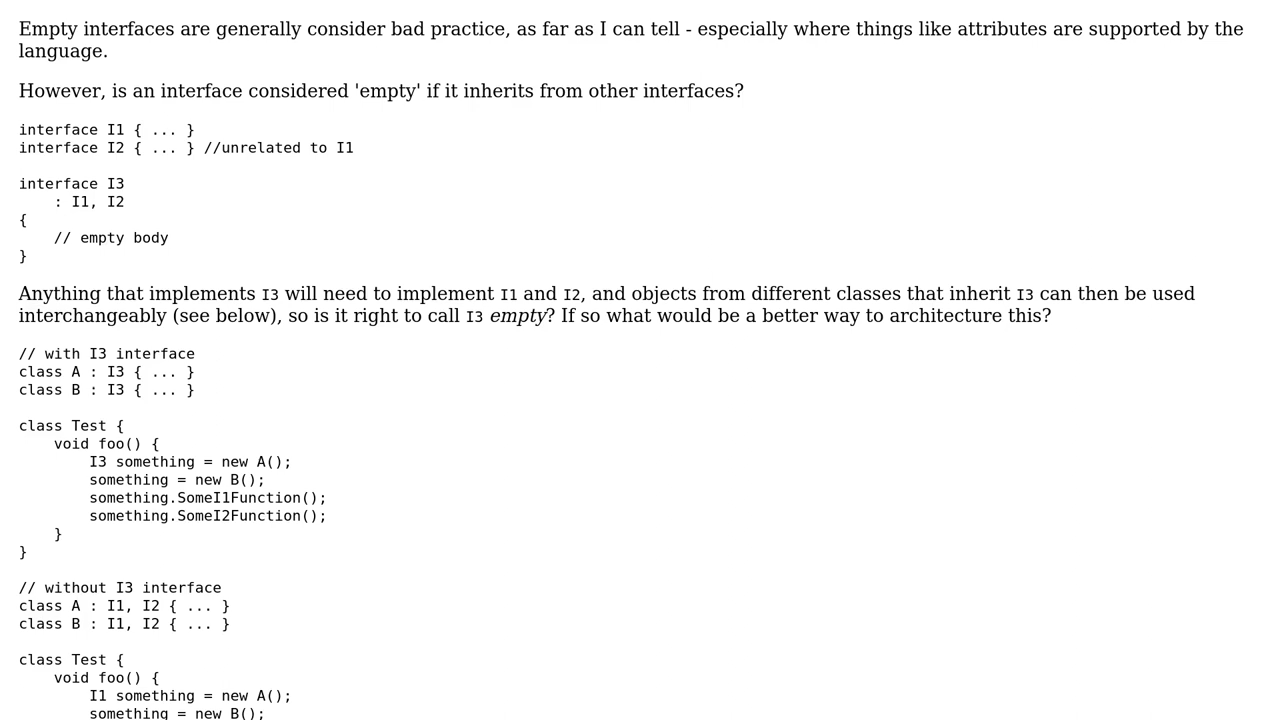 Empty interfaces are generally consider bad practice, as far as I can tell - especially where things like attributes are supported by the
language.
However, is an interface considered 'empty' if it inherits from other interfaces?
interface I1 { ... }
interface I2 { ... } //unrelated to I1
interface I3
    : I1, I2
{
    // empty body
}
Anything that implements I3 will need to implement I1 and I2, and objects from different classes that inherit I3 can then be used
interchangeably (see below), so is it right to call I3 empty? If so what would be a better way to architecture this?
// with I3 interface
class A : I3 { ... }
class B : I3 { ... }
class Test {
    void foo() {
        I3 something = new A();
        something = new B();
        something.SomeI1Function();
        something.SomeI2Function();
    }
}
// without I3 interface
class A : I1, I2 { ... }
class B : I1, I2 { ... }
class Test {
    void foo() {
        I1 something = new A();
        something = new B();